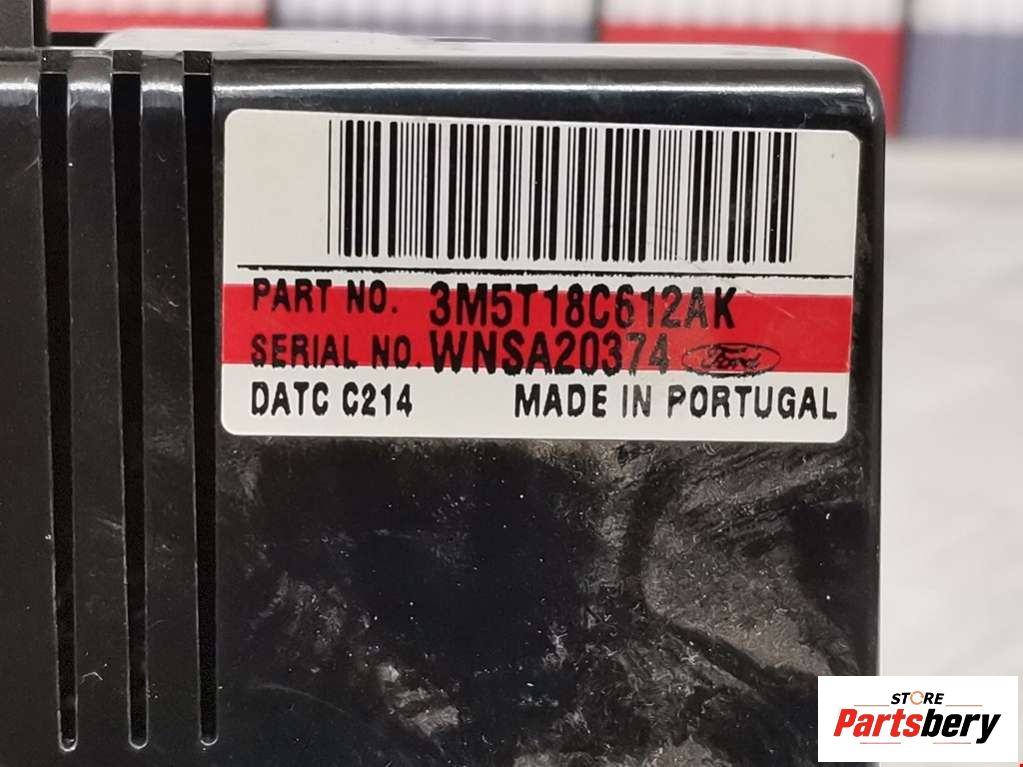 PART NO. 3M5T18C612AK
SERIAL NO. WNSA20374 Ford
DATC C214 MADE IN PORTUGAL
STORE
Partsbery